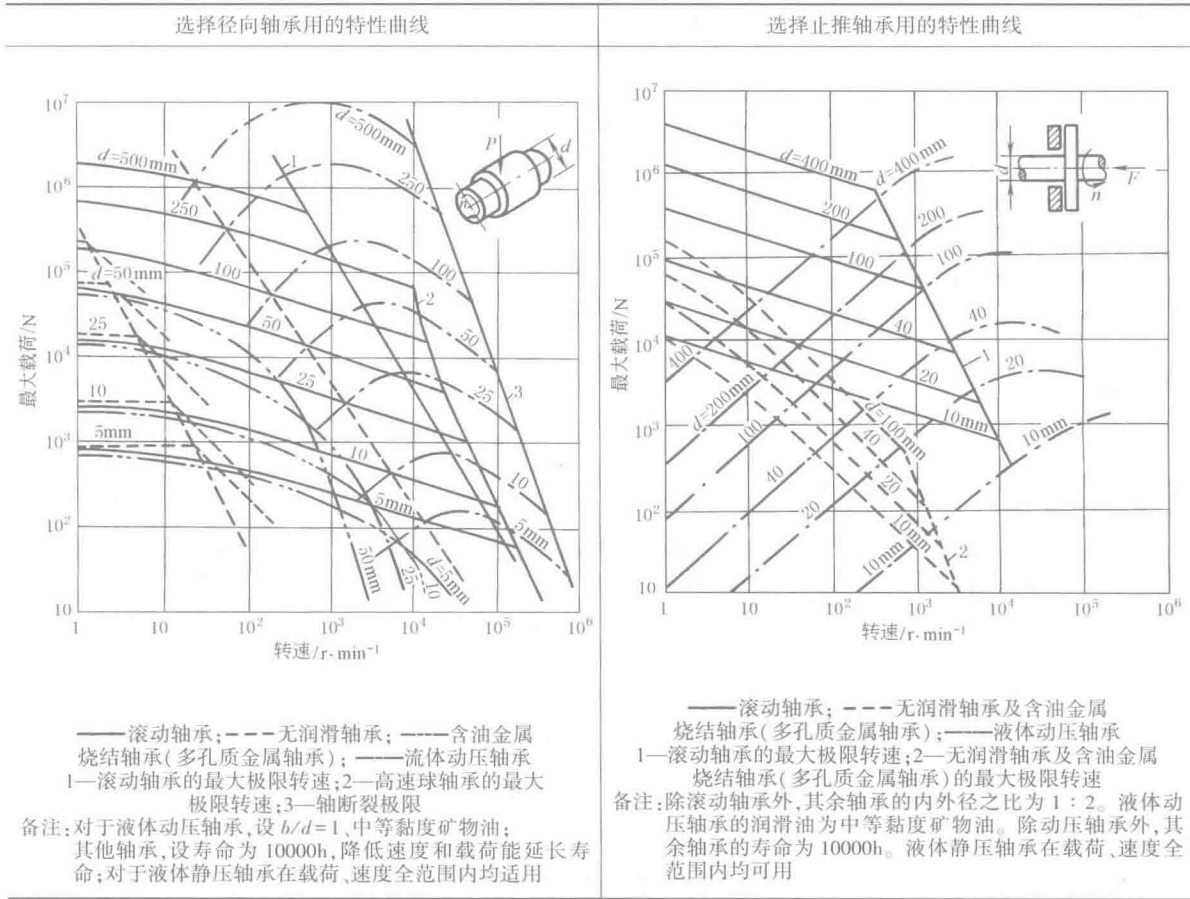 选择径向轴承用的特性曲线
10⁷
10⁶
10⁵
10⁴
10³
10²
10
最大载荷/N
d=500mm
250
100
d=50mm
50
25
25
10
10
5mm
5mm
d=500mm
250
100
50
25
10
5mm
1
2
3
50mm
25
10
d=5mm
P
d
1
10
10²
10³
10⁴
10⁵
10⁶
转速/r·min⁻¹
——滚动轴承;---无润滑轴承;-·-·含油金属
烧结轴承(多孔质金属轴承);——流体动压轴承
1—滚动轴承的最大极限转速;2—高速球轴承的最大
极限转速;3—轴断裂极限
备注:对于液体动压轴承,设 b/d=1、中等黏度矿物油;
其他轴承,设寿命为 10000h,降低速度和载荷能延长寿
命;对于液体静压轴承在载荷、速度全范围内均适用
选择止推轴承用的特性曲线
10⁷
10⁶
10⁵
10⁴
10³
10²
10
最大载荷/N
d=400mm
200
100
40
20
10mm
d=400mm
200
100
40
20
10mm
400
d=200mm
100
40
20
10mm
d=100mm
40
20
10mm
1
2
d
n
F
1
10
10²
10³
10⁴
10⁵
10⁶
转速/r·min⁻¹
——滚动轴承;---无润滑轴承及含油金属
烧结轴承(多孔质金属轴承);——液体动压轴承
1—滚动轴承的最大极限转速;2—无润滑轴承及含油金属
烧结轴承(多孔质金属轴承)的最大极限转速
备注:除滚动轴承外,其余轴承的内外径之比为 1∶2。液体动
压轴承的润滑油为中等黏度矿物油。除动压轴承外,其
余轴承的寿命为 10000h。液体静压轴承在载荷、速度全
范围内均可用